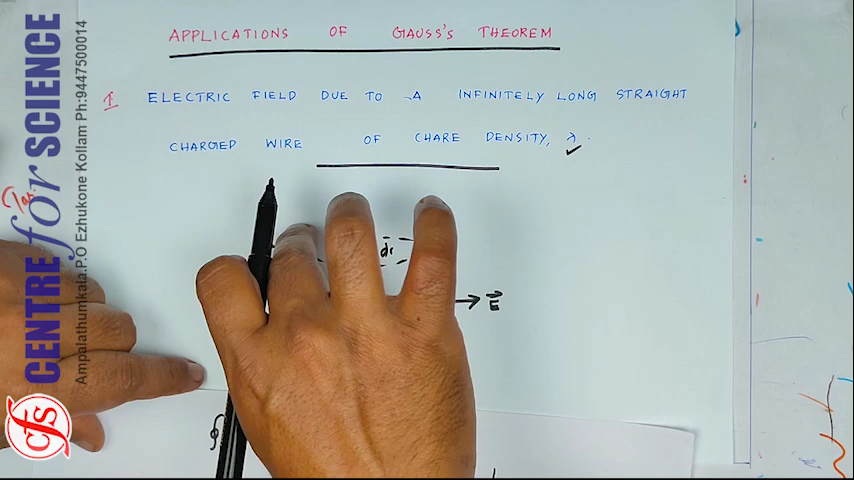 APPLICATIONS OF GAUSS'S THEOREM
1 ELECTRIC FIELD DUE TO A INFINITELY LONG STRAIGHT
CHARGED WIRE OF CHARE DENSITY, λ.
E
∮
CENTRE for SCIENCE
Ampalathumkala.P.O Ezhukone Kollam Ph:9447500014
cfs